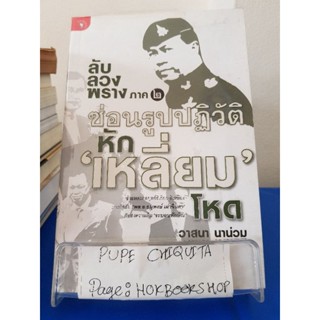 ลับ
ลวง
พราง ภาค ๒
ซ่อนรูปปฏิวัติ
หัก
'เหลี่ยม'
โหด
วาสนา นาน่วม
PUPE CHIQUITA
Page: HOKBOOKSHOP